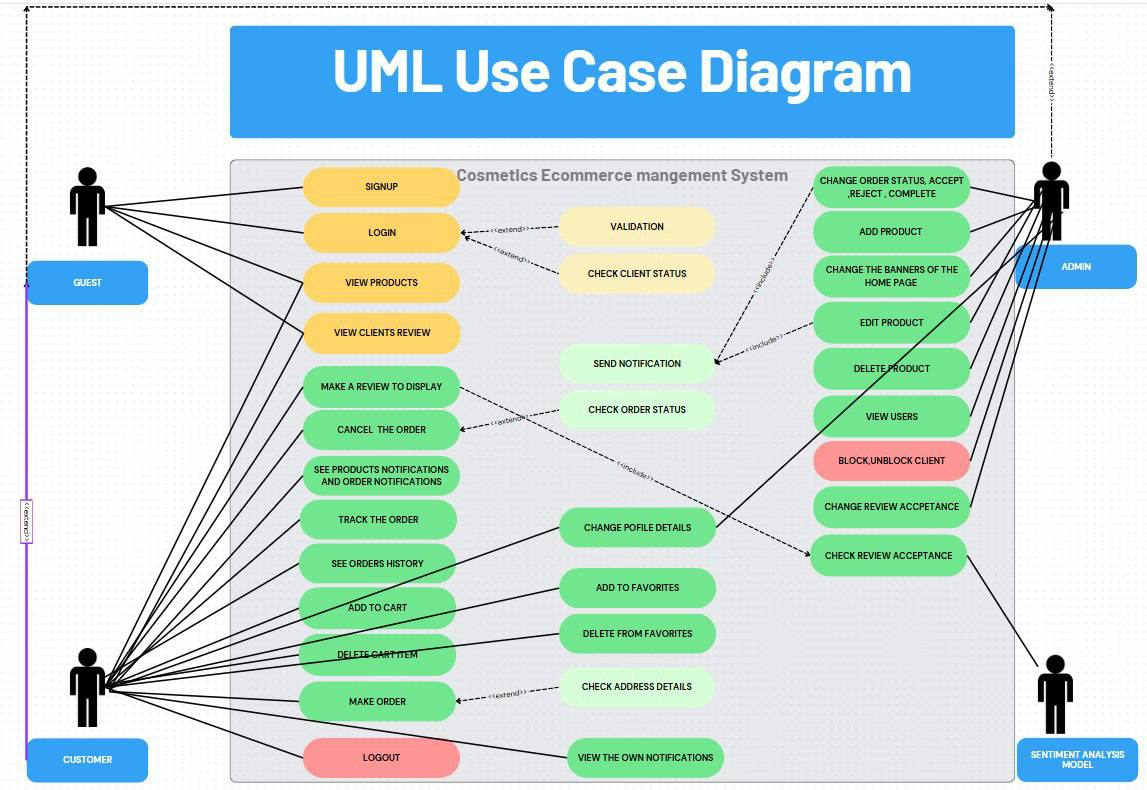 UML Use Case Diagram
Cosmetics Ecommerce mangement System
<<extend>>
GUEST
SIGNUP
LOGIN
VIEW PRODUCTS
VIEW CLIENTS REVIEW
MAKE A REVIEW TO DISPLAY
CANCEL THE ORDER
SEE PRODUCTS NOTIFICATIONS
AND ORDER NOTIFICATIONS
TRACK THE ORDER
SEE ORDERS HISTORY
ADD TO CART
DELETE CART ITEM
MAKE ORDER
LOGOUT
<<extend>>
<<extend>>
VALIDATION
CHECK CLIENT STATUS
SEND NOTIFICATION
<<extend>>
CHECK ORDER STATUS
<<include>>
<<include>>
<<include>>
CHANGE POFILE DETAILS
ADD TO FAVORITES
DELETE FROM FAVORITES
<<extend>>
CHECK ADDRESS DETAILS
VIEW THE OWN NOTIFICATIONS
CHANGE ORDER STATUS, ACCEPT
,REJECT , COMPLETE
ADD PRODUCT
CHANGE THE BANNERS OF THE
HOME PAGE
EDIT PRODUCT
DELETE PRODUCT
VIEW USERS
BLOCK,UNBLOCK CLIENT
CHANGE REVIEW ACCPETANCE
CHECK REVIEW ACCEPTANCE
ADMIN
<<extend>>
CUSTOMER
SENTIMENT ANALYSIS
MODEL